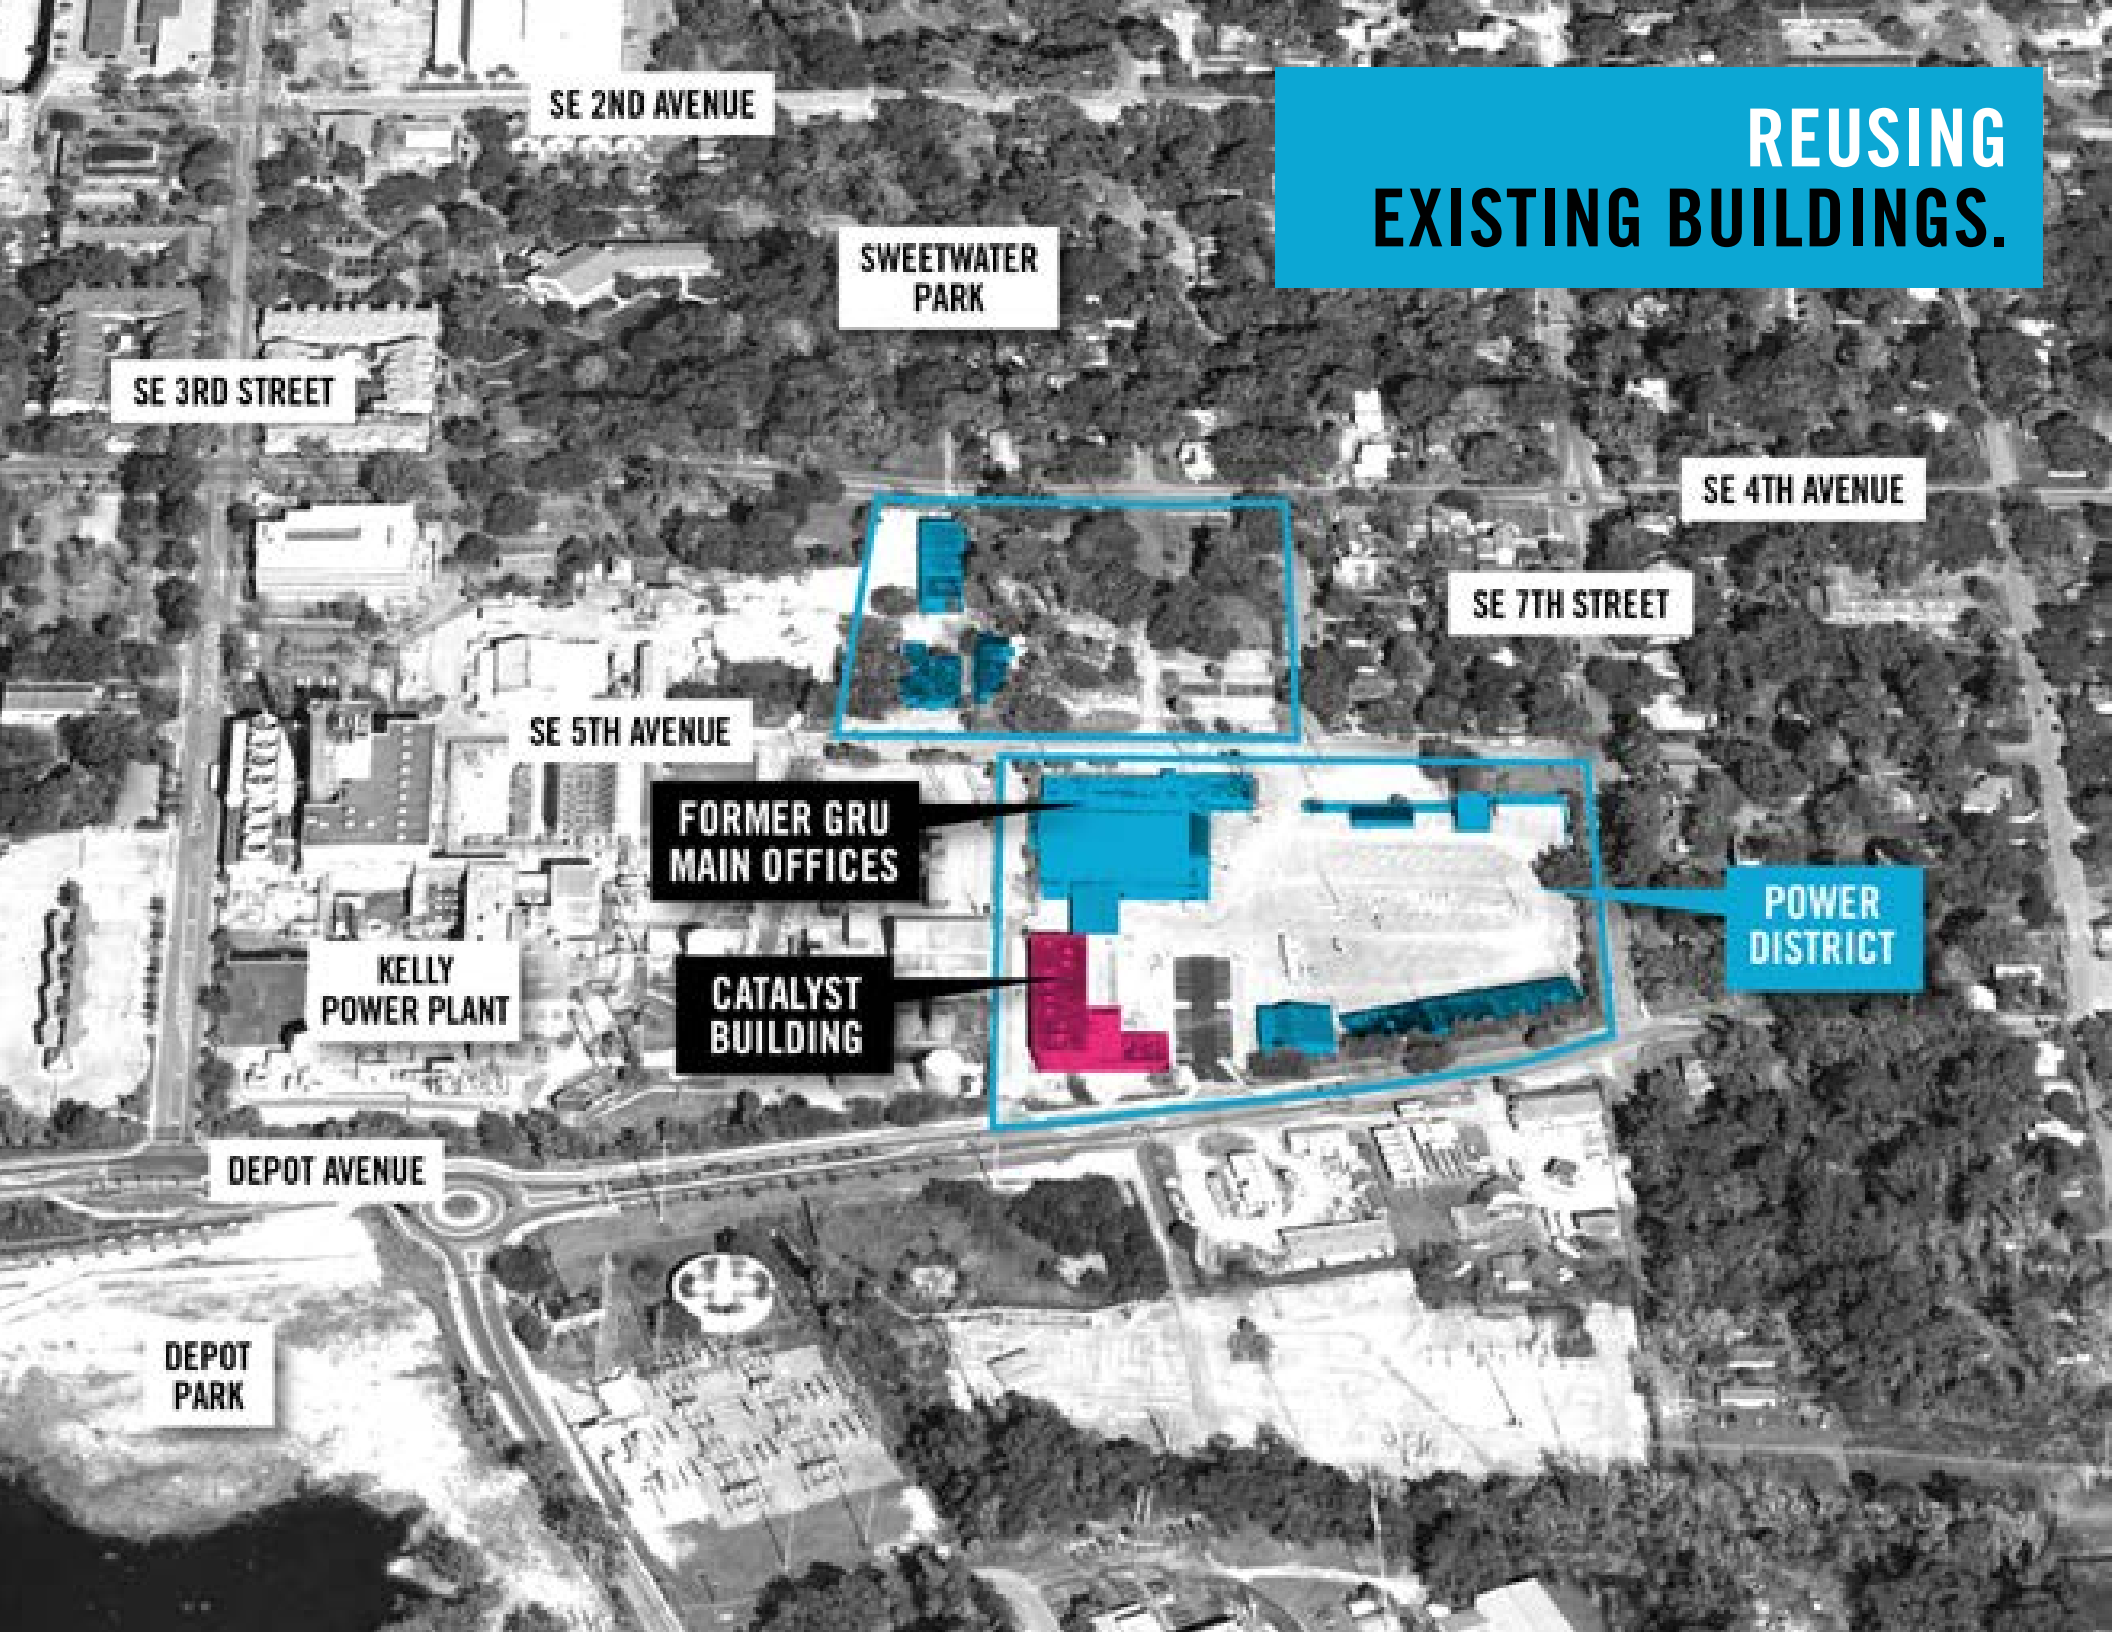 SE 2ND AVENUE
REUSING
EXISTING BUILDINGS.
SWEETWATER
PARK
SE 3RD STREET
SE 4TH AVENUE
SE 7TH STREET
SE 5TH AVENUE
FORMER GRU
MAIN OFFICES
POWER
DISTRICT
KELLY
POWER PLANT
CATALYST
BUILDING
DEPOT AVENUE
DEPOT
PARK